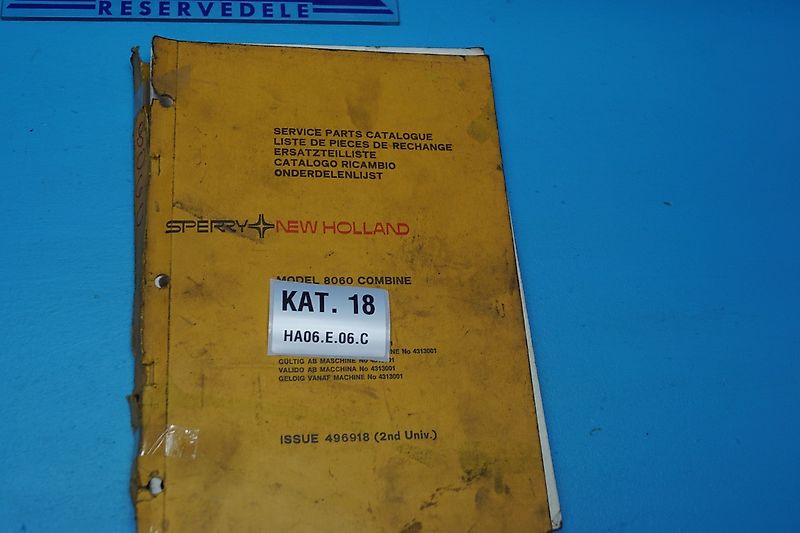 RESERVEDELE
SERVICE PARTS CATALOGUE
LISTE DE PIECES DE RECHANGE
ERSATZTEILLISTE
CATALOGO RICAMBIO
ONDERDELENLIJST
SPERRY NEW HOLLAND
MODEL 8060 COMBINE
KAT. 18
HA06.E.06.C
No 4313001
GÜLTIG AB MASCHINE No
VALIDO AB MACCHINA No 4313001
GELDIG VANAF MACHINE No 4313001
ISSUE 496918 (2nd Univ.)